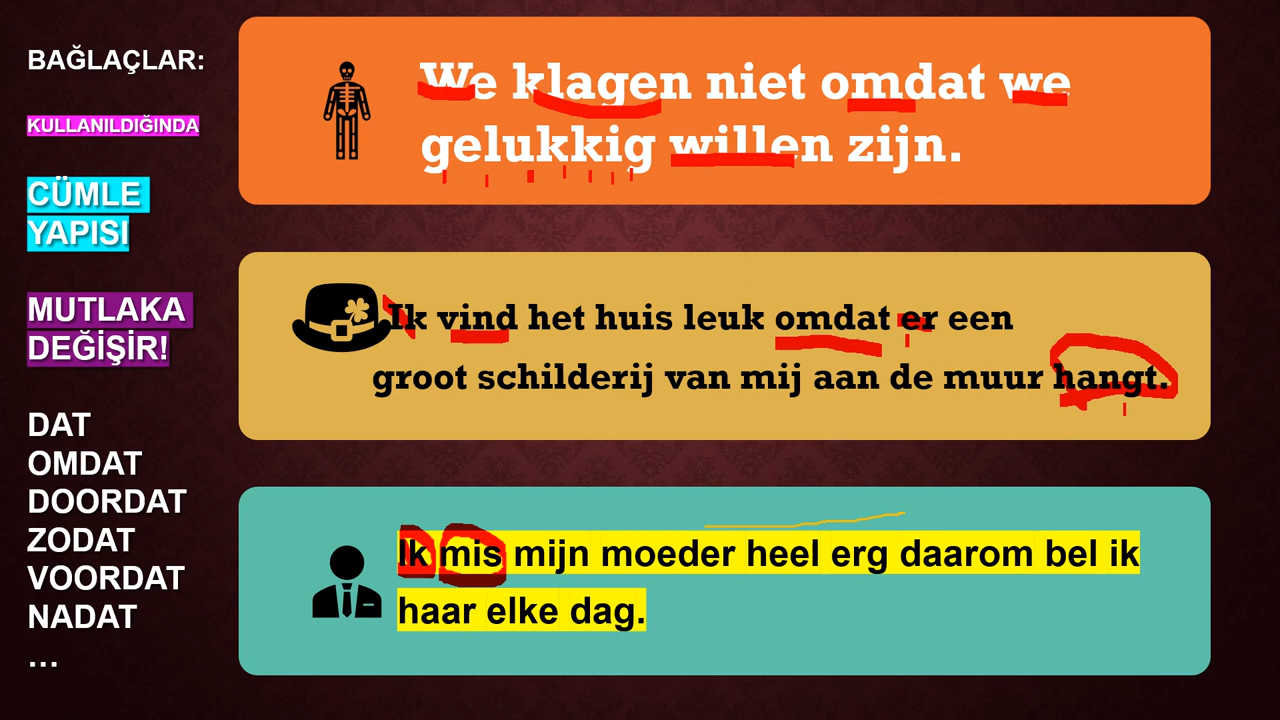 BAĞLAÇLAR:
KULLANILDIĞINDA
CÜMLE
YAPISI
MUTLAKA
DEĞİŞİR!
DAT
OMDAT
DOORDAT
ZODAT
VOORDAT
NADAT
...
We klagen niet omdat we
gelukkig willen zijn.
Ik vind het huis leuk omdat er een
groot schilderij van mij aan de muur hangt.
Ik mis mijn moeder heel erg daarom bel ik
haar elke dag.